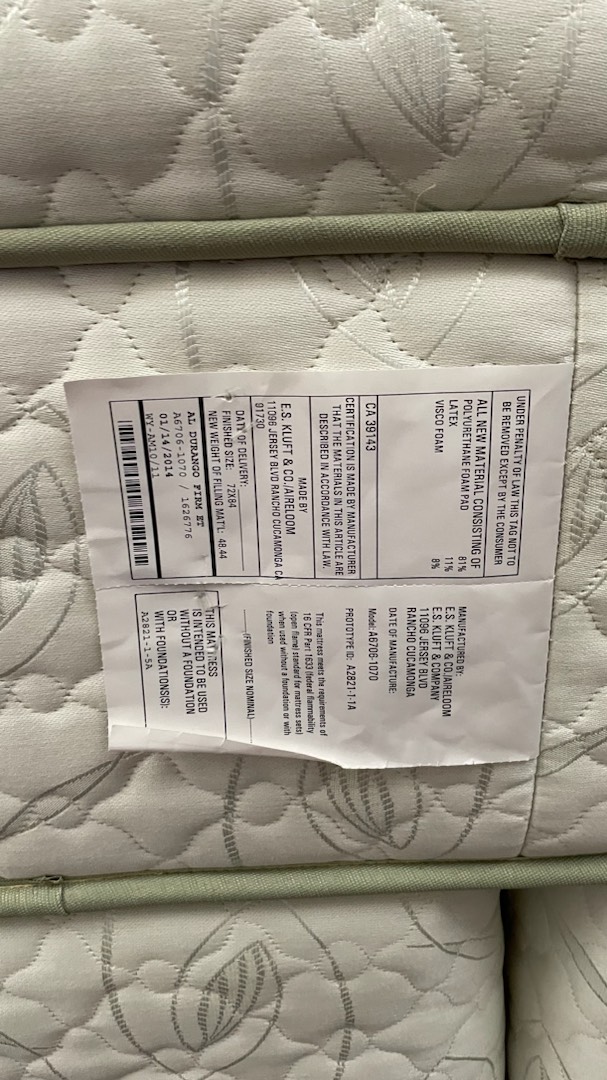 UNDER PENALTY OF LAW THIS TAG NOT TO
BE REMOVED EXCEPT BY THE CONSUMER
ALL NEW MATERIAL CONSISTING OF
POLYURETHANE FOAM PAD 81%
LATEX 11%
VISCO FOAM 8%
CA 39143
CERTIFICATION IS MADE BY MANUFACTURER
THAT THE MATERIALS IN THIS ARTICLE ARE
DESCRIBED IN ACCORDANCE WITH LAW.
MADE BY
E.S. KLUFT & CO./AIRELOOM
11096 JERSEY BLVD RANCHO CUCAMONGA CA
91730
DATE OF DELIVERY:
FINISHED SIZE: 72X84
NEW WEIGHT OF FILLING MAT'L: 48.44
AL DURANGO FIRM ET
A6706-1070 / 1626776
01/14/2014
WY-AM10/11
MANUFACTURED BY:
E.S. KLUFT & CO/AIRELOOM
E.S. KLUFT & COMPANY
11096 JERSEY BLVD
RANCHO CUCAMONGA
DATE OF MANUFACTURE:
Model: A6706-1070
PROTOTYPE ID: A2821-1-1A
This mattress meets the requirements of
16 CFR Part 1633 (federal flammability
(open flame) standard for mattress sets)
when used without a foundation or with
foundation
(FINISHED SIZE NOMINAL)
THIS MATTRESS
IS INTENDED TO BE USED
WITHOUT A FOUNDATION
OR
WITH FOUNDATION(S):
A2821-1-5A